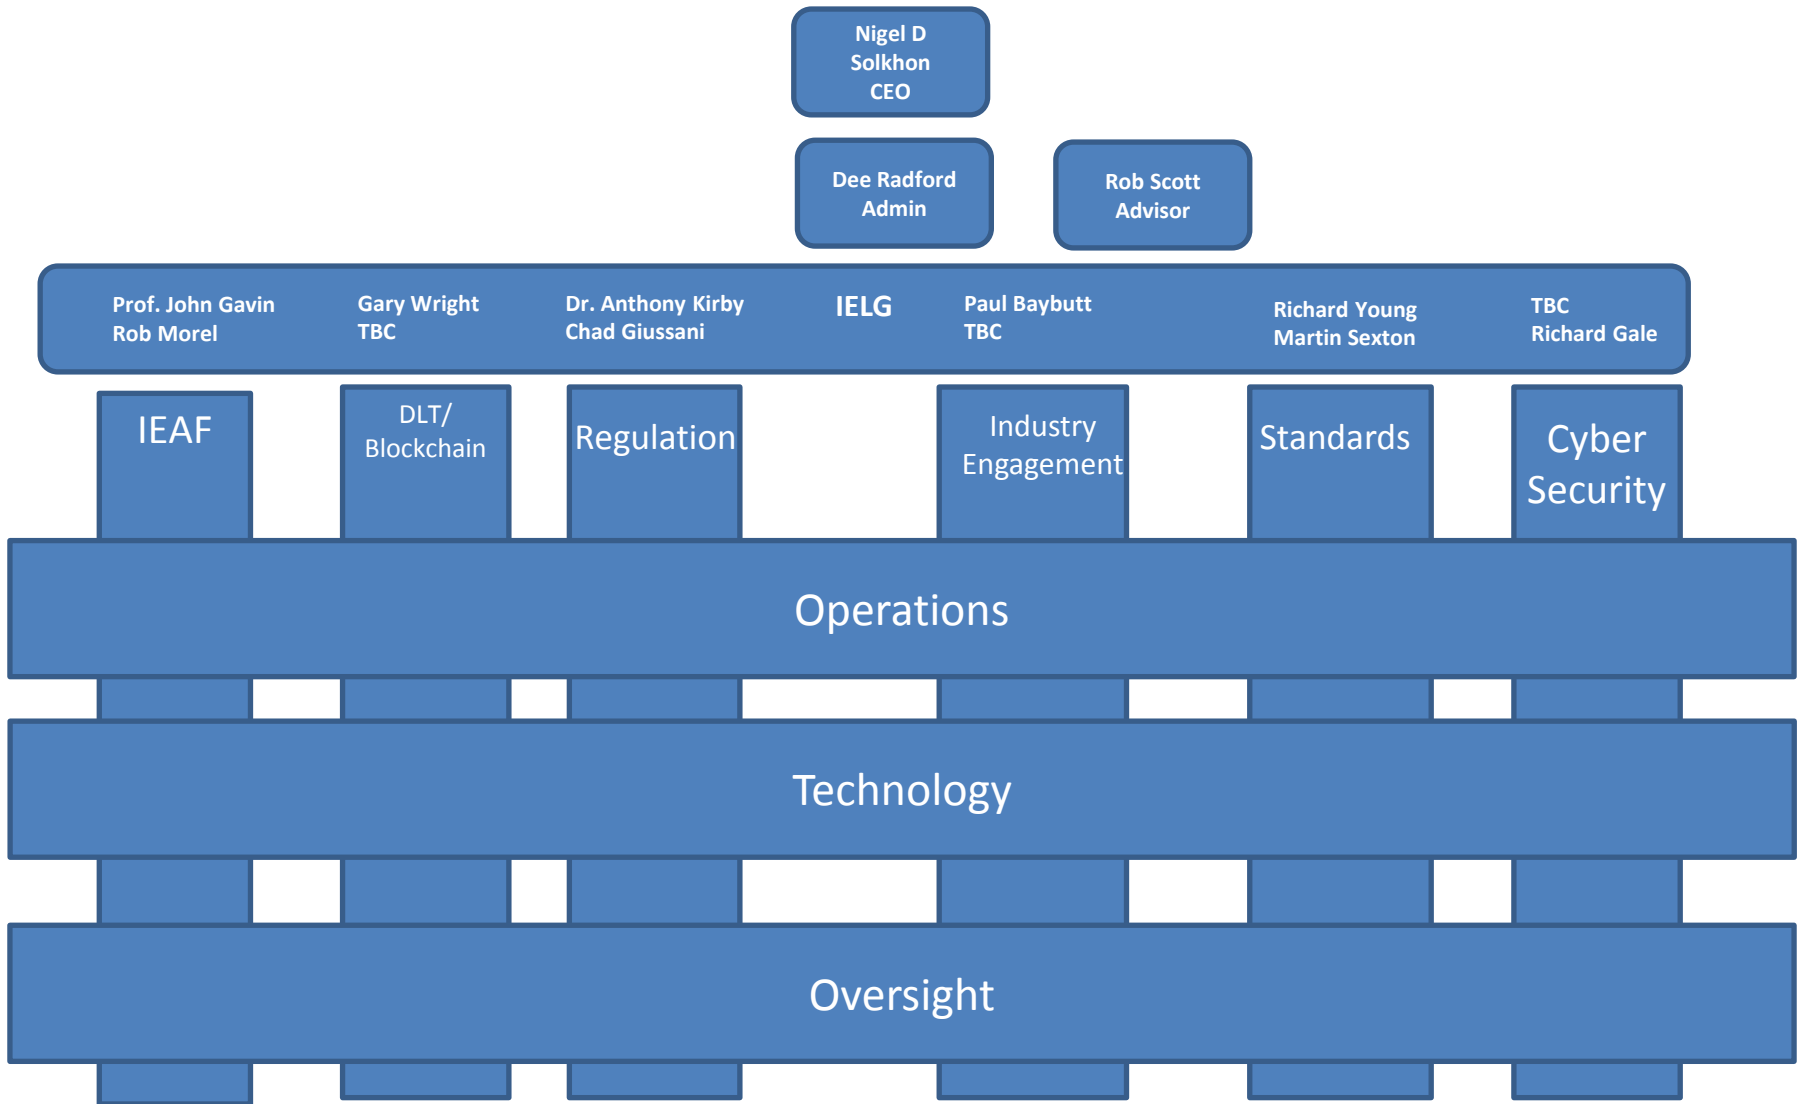 Nigel D
Solkhon
CEO
Dee Radford
Admin
Rob Scott
Advisor
Prof. John Gavin
Rob Morel
Gary Wright
TBC
Dr. Anthony Kirby
Chad Giussani
IELG
Paul Baybutt
TBC
Richard Young
Martin Sexton
TBC
Richard Gale
IEAF
DLT/
Blockchain
Regulation
Industry
Engagement
Standards
Cyber
Security
Operations
Technology
Oversight